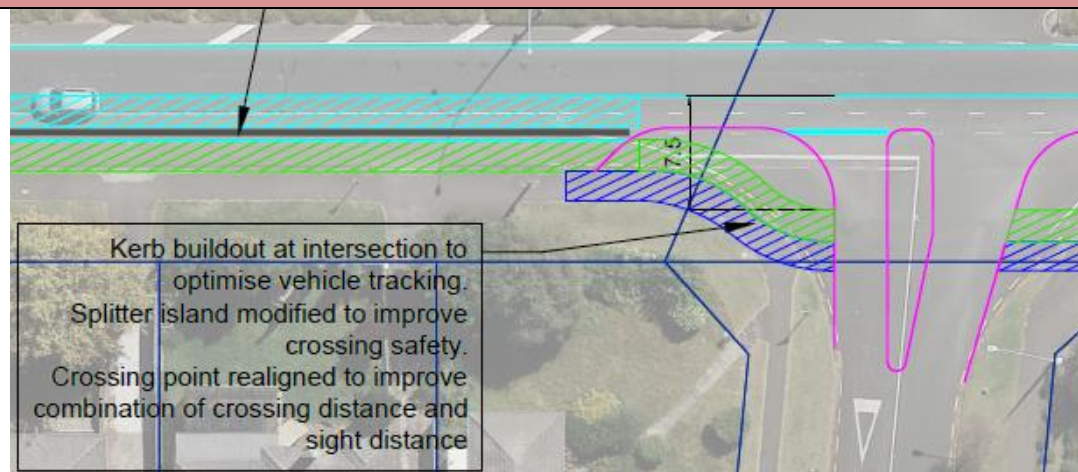 7.5
Kerb buildout at intersection to
optimise vehicle tracking.
Splitter island modified to improve
crossing safety.
Crossing point realigned to improve
combination of crossing distance and
sight distance